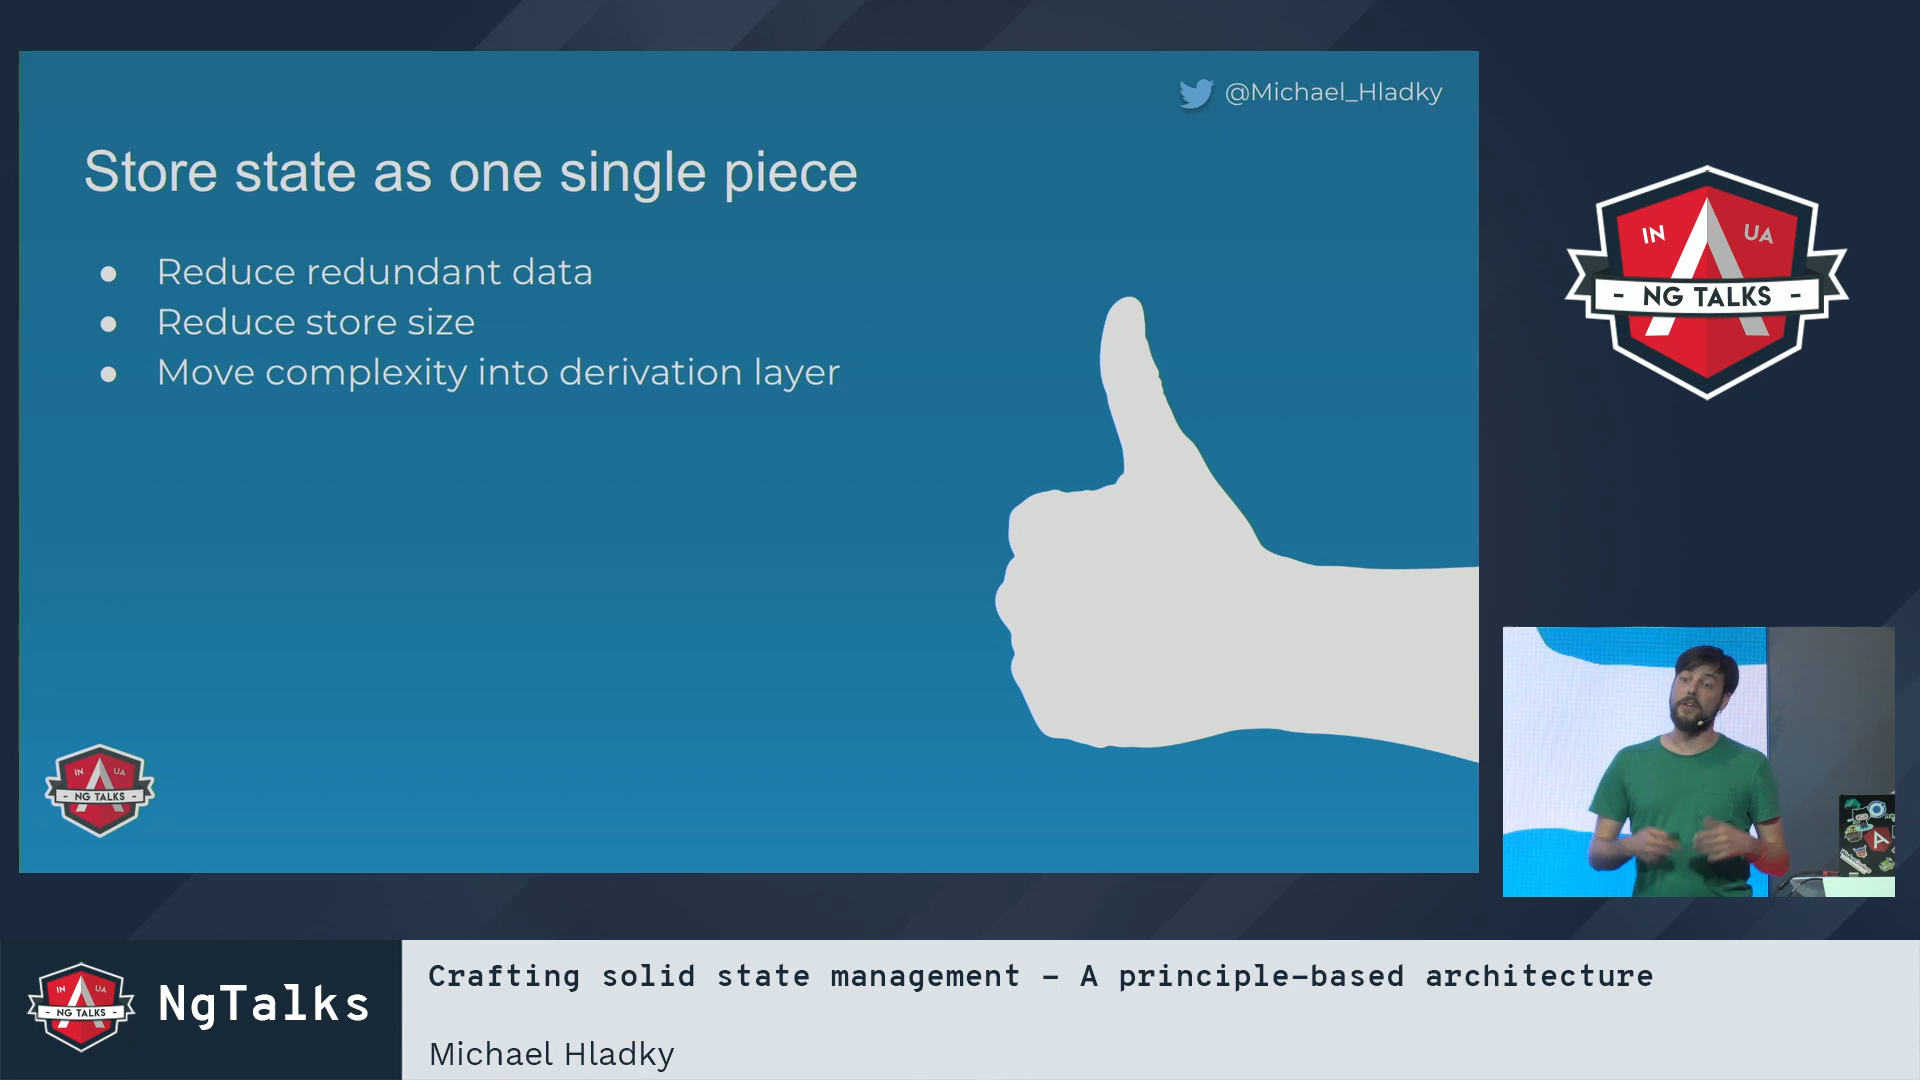 @Michael_Hladky
Store state as one single piece
● Reduce redundant data
● Reduce store size
● Move complexity into derivation layer
IN UA
- NG TALKS -
IN UA
- NG TALKS -
IN UA
- NG TALKS -
NgTalks
Crafting solid state management – A principle-based architecture
Michael Hladky